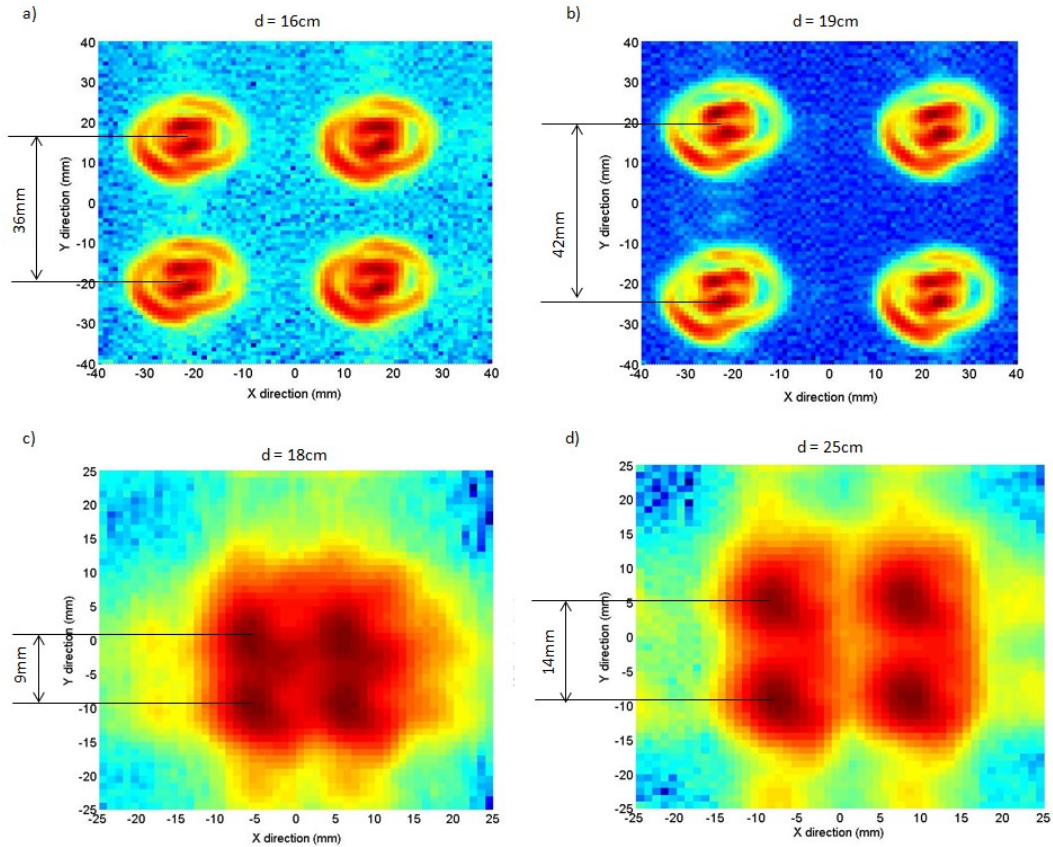 a)
d = 16cm
40
30
20
10
0
-10
-20
-30
-40
-40 -30 -20 -10 0 10 20 30 40
X direction (mm)
Y direction (mm)
36mm
b)
d = 19cm
40
30
20
10
0
-10
-20
-30
-40
-40 -30 -20 -10 0 10 20 30 40
X direction (mm)
Y direction (mm)
42mm
c)
d = 18cm
25
20
15
10
5
0
-5
-10
-15
-20
-25
-25 -20 -15 -10 -5 0 5 10 15 20 25
X direction (mm)
Y direction (mm)
9mm
d)
d = 25cm
25
20
15
10
5
0
-5
-10
-15
-20
-25
-25 -20 -15 -10 -5 0 5 10 15 20 25
X direction (mm)
Y direction (mm)
14mm